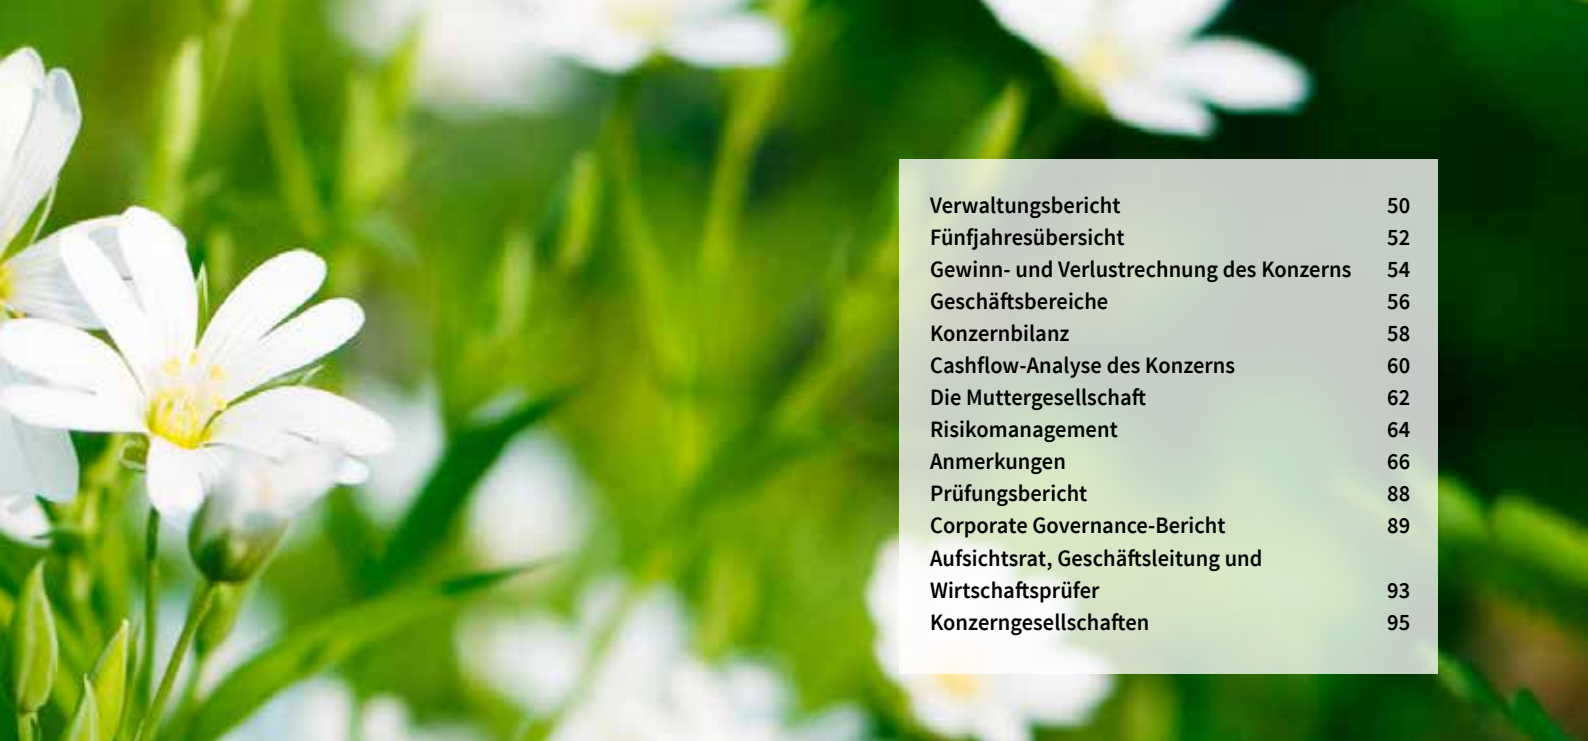 Verwaltungsbericht 50
Fünfjahresübersicht 52
Gewinn- und Verlustrechnung des Konzerns 54
Geschäftsbereiche 56
Konzernbilanz 58
Cashflow-Analyse des Konzerns 60
Die Muttergesellschaft 62
Risikomanagement 64
Anmerkungen 66
Prüfungsbericht 88
Corporate Governance-Bericht 89
Aufsichtsrat, Geschäftsleitung und
Wirtschaftsprüfer 93
Konzerngesellschaften 95